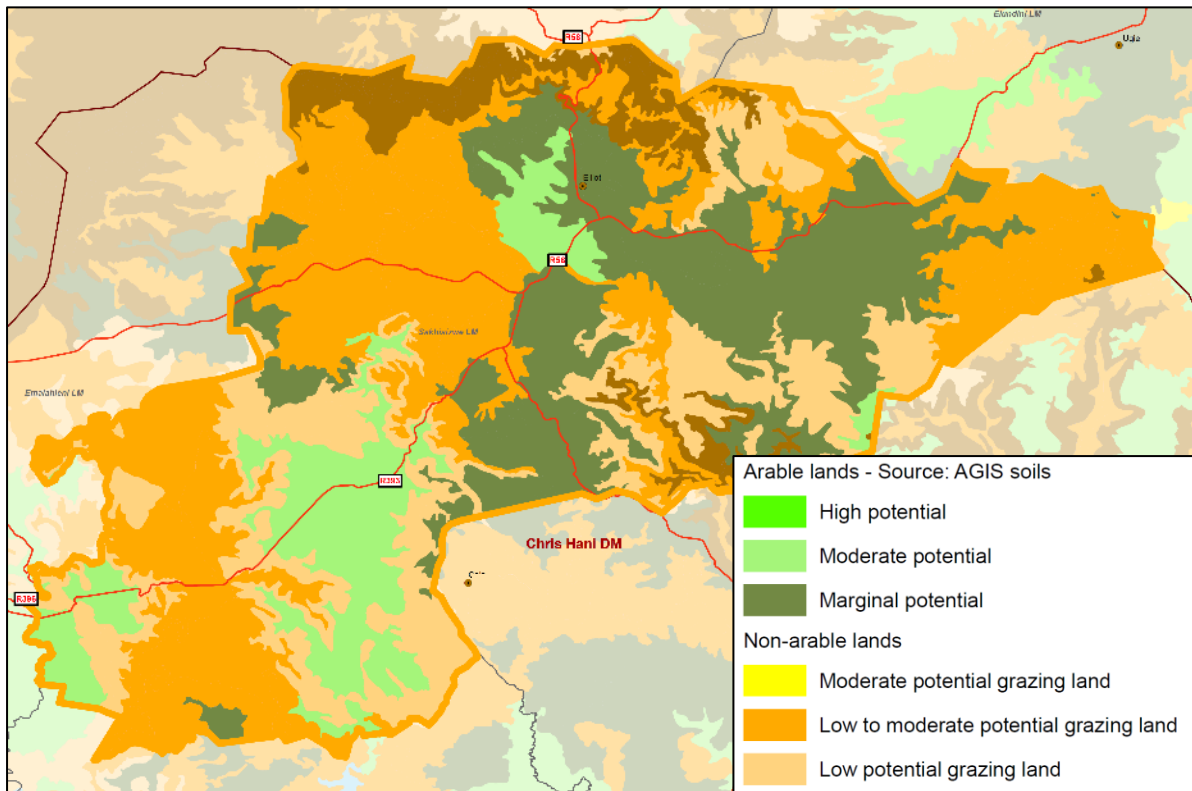 Elundini LM
Ugie
R58
Elliot
R58
Sakhisizwe LM
Emalahleni LM
R393
Chris Hani DM
R396
Arable lands - Source: AGIS soils
High potential
Moderate potential
Marginal potential
Non-arable lands
Moderate potential grazing land
Low to moderate potential grazing land
Low potential grazing land